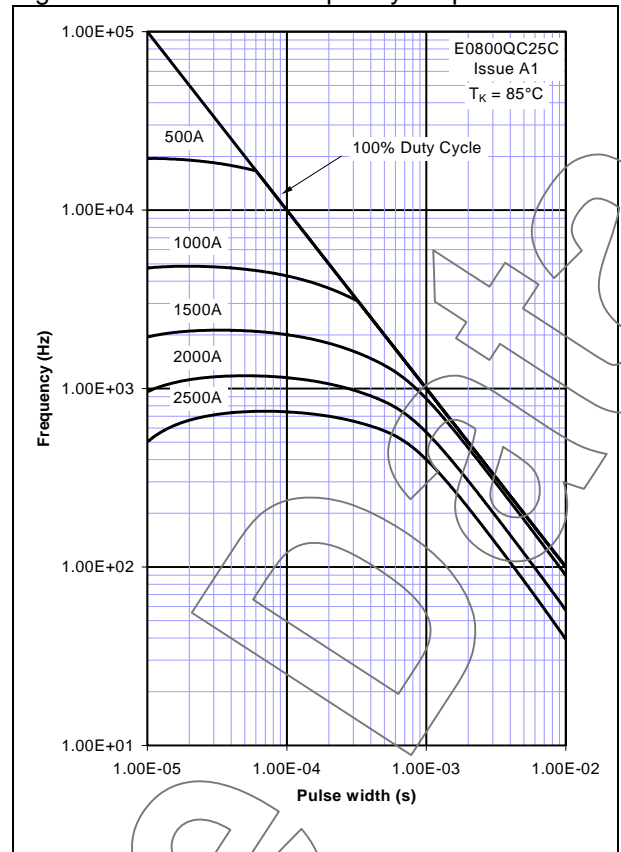 1.00E+05
E0800QC25C
Issue A1
TK = 85°C
500A
100% Duty Cycle
1.00E+04
1000A
1500A
2000A
1.00E+03
2500A
Frequency (Hz)
1.00E+02
1.00E+01
1.00E-05 1.00E-04 1.00E-03 1.00E-02
Pulse width (s)